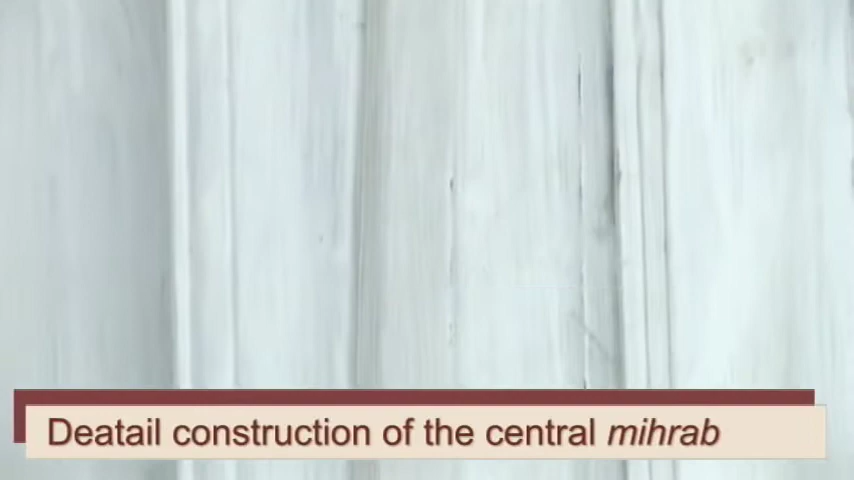 Deatail construction of the central mihrab